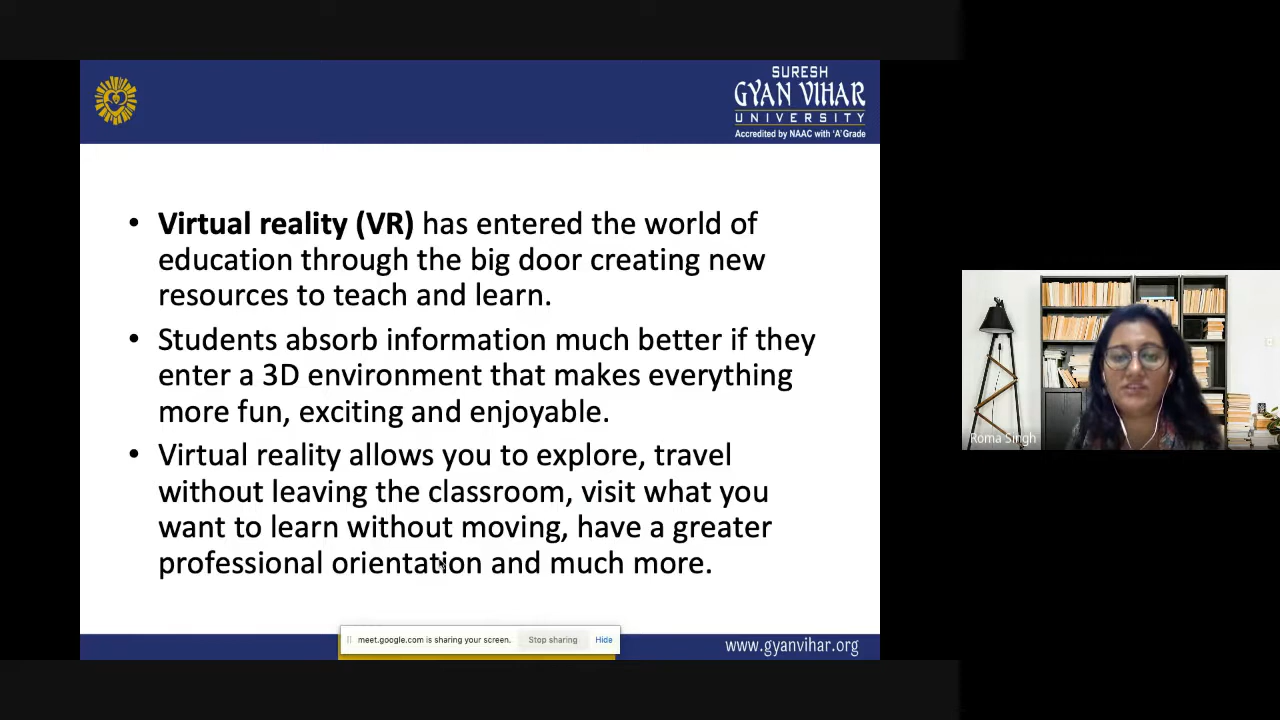 SURESH
GYAN VIHAR
UNIVERSITY
Accredited by NAAC with 'A' Grade
• Virtual reality (VR) has entered the world of
education through the big door creating new
resources to teach and learn.
• Students absorb information much better if they
enter a 3D environment that makes everything
more fun, exciting and enjoyable.
• Virtual reality allows you to explore, travel
without leaving the classroom, visit what you
want to learn without moving, have a greater
professional orientation and much more.
Roma Singh
meet.google.com is sharing your screen. Stop sharing Hide
www.gyanvihar.org